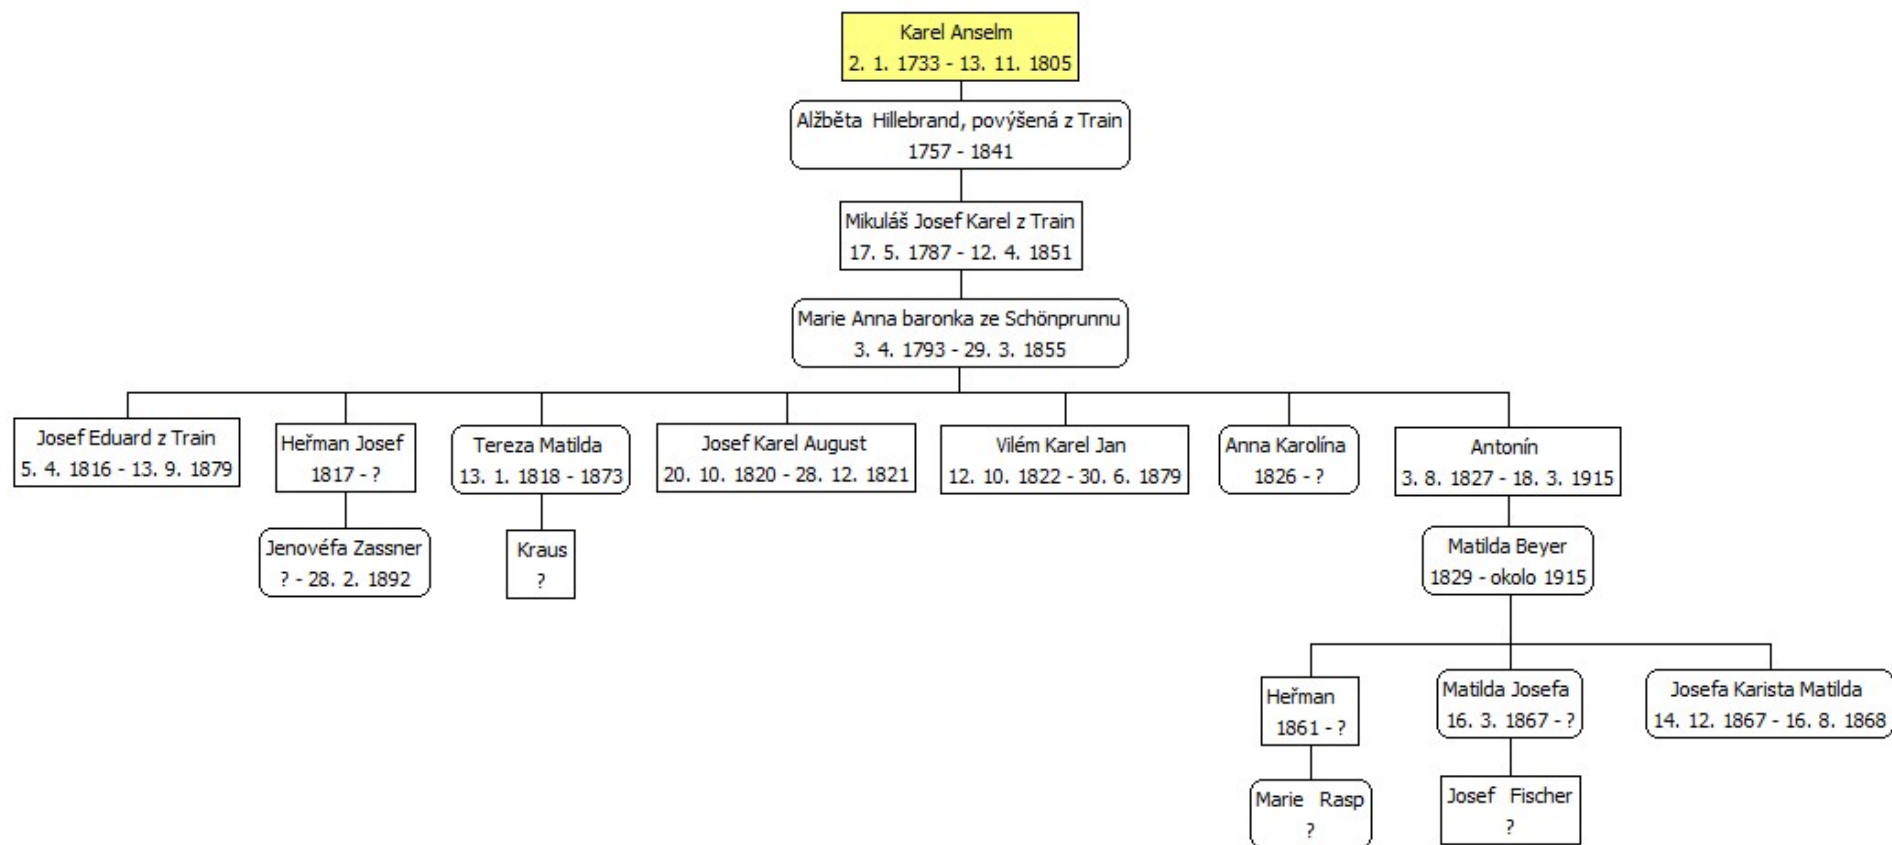 Karel Anselm
2. 1. 1733 - 13. 11. 1805
Alžběta Hillebrand, povýšená z Train
1757 - 1841
Mikuláš Josef Karel z Train
17. 5. 1787 - 12. 4. 1851
Marie Anna baronka ze Schönprunnu
3. 4. 1793 - 29. 3. 1855
Josef Eduard z Train
5. 4. 1816 - 13. 9. 1879
Heřman Josef
1817 - ?
Tereza Matilda
13. 1. 1818 - 1873
Josef Karel August
20. 10. 1820 - 28. 12. 1821
Vilém Karel Jan
12. 10. 1822 - 30. 6. 1879
Anna Karolína
1826 - ?
Antonín
3. 8. 1827 - 18. 3. 1915
Jenovéfa Zassner
? - 28. 2. 1892
Kraus
?
Matilda Beyer
1829 - okolo 1915
Heřman
1861 - ?
Matilda Josefa
16. 3. 1867 - ?
Josefa Karista Matilda
14. 12. 1867 - 16. 8. 1868
Marie Rasp
?
Josef Fischer
?